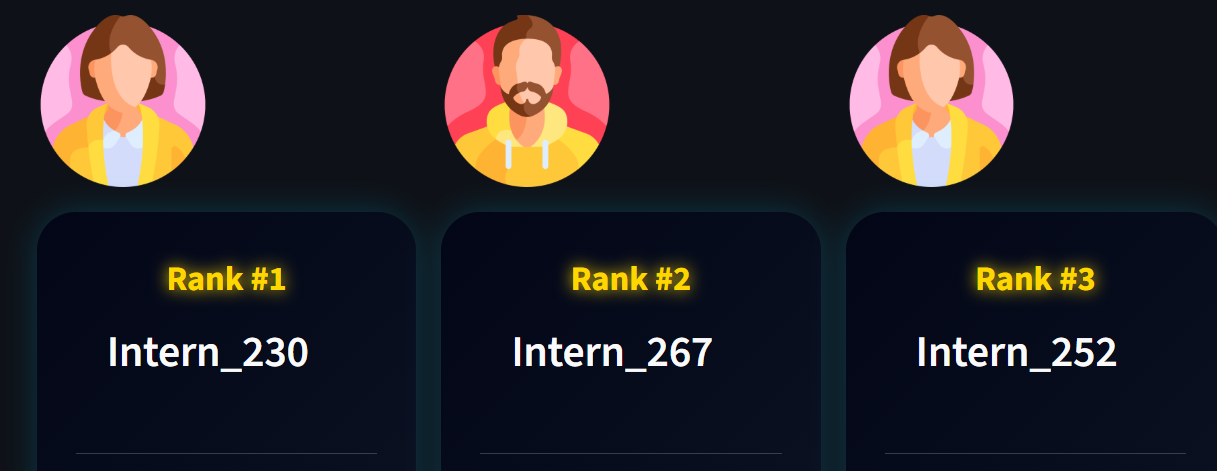 Rank #1
Intern_230
Rank #2
Intern_267
Rank #3
Intern_252